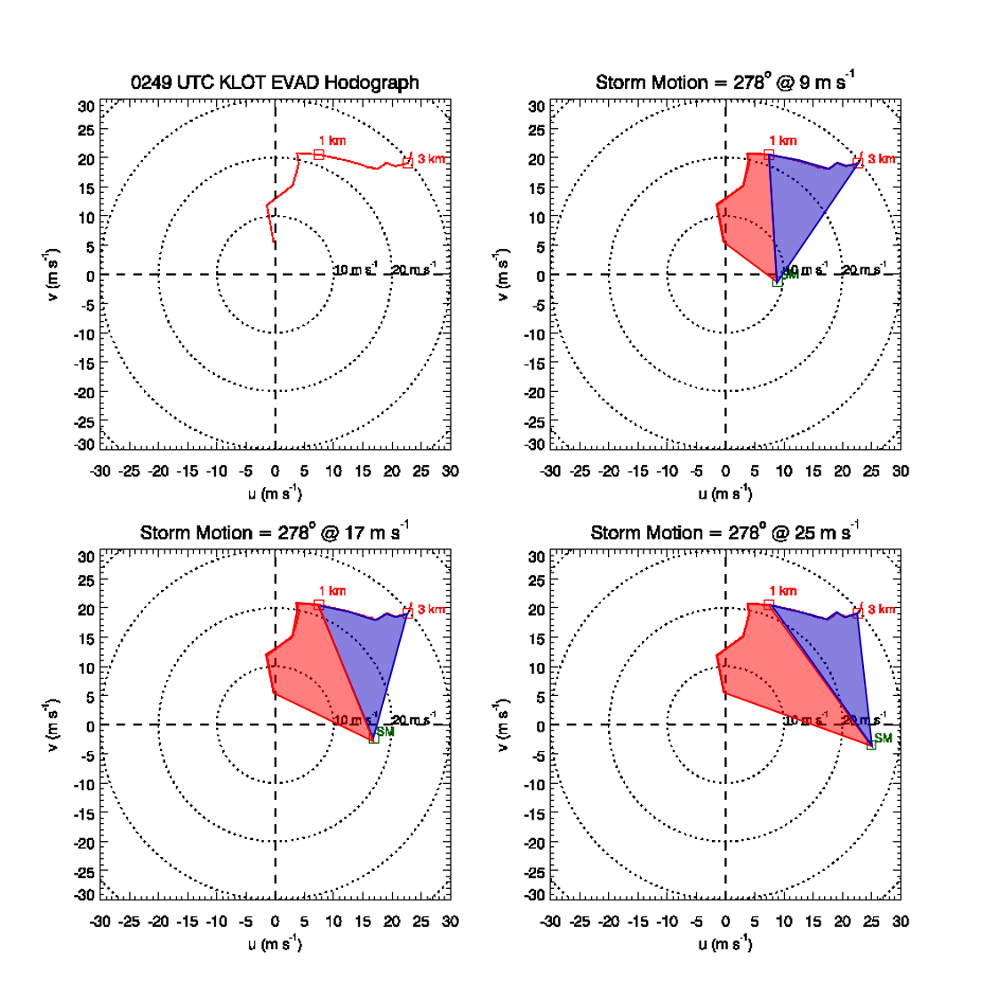 0249 UTC KLOT EVAD Hodograph
30
25
20
15
10
5
0
-5
-10
-15
-20
-25
-30
1 km
3 km
10 m s-1 20 m s-1
v (m s-1)
-30 -25 -20 -15 -10 -5 0 5 10 15 20 25 30
u (m s-1)
Storm Motion = 278o @ 9 m s-1
30
25
20
15
10
5
0
-5
-10
-15
-20
-25
-30
1 km
3 km
10 m s-1 20 m s-1
SM
v (m s-1)
-30 -25 -20 -15 -10 -5 0 5 10 15 20 25 30
u (m s-1)
Storm Motion = 278o @ 17 m s-1
30
25
20
15
10
5
0
-5
-10
-15
-20
-25
-30
1 km
3 km
10 m s-1 20 m s-1
SM
v (m s-1)
-30 -25 -20 -15 -10 -5 0 5 10 15 20 25 30
u (m s-1)
Storm Motion = 278o @ 25 m s-1
30
25
20
15
10
5
0
-5
-10
-15
-20
-25
-30
1 km
3 km
10 m s-1 20 m s-1
SM
v (m s-1)
-30 -25 -20 -15 -10 -5 0 5 10 15 20 25 30
u (m s-1)